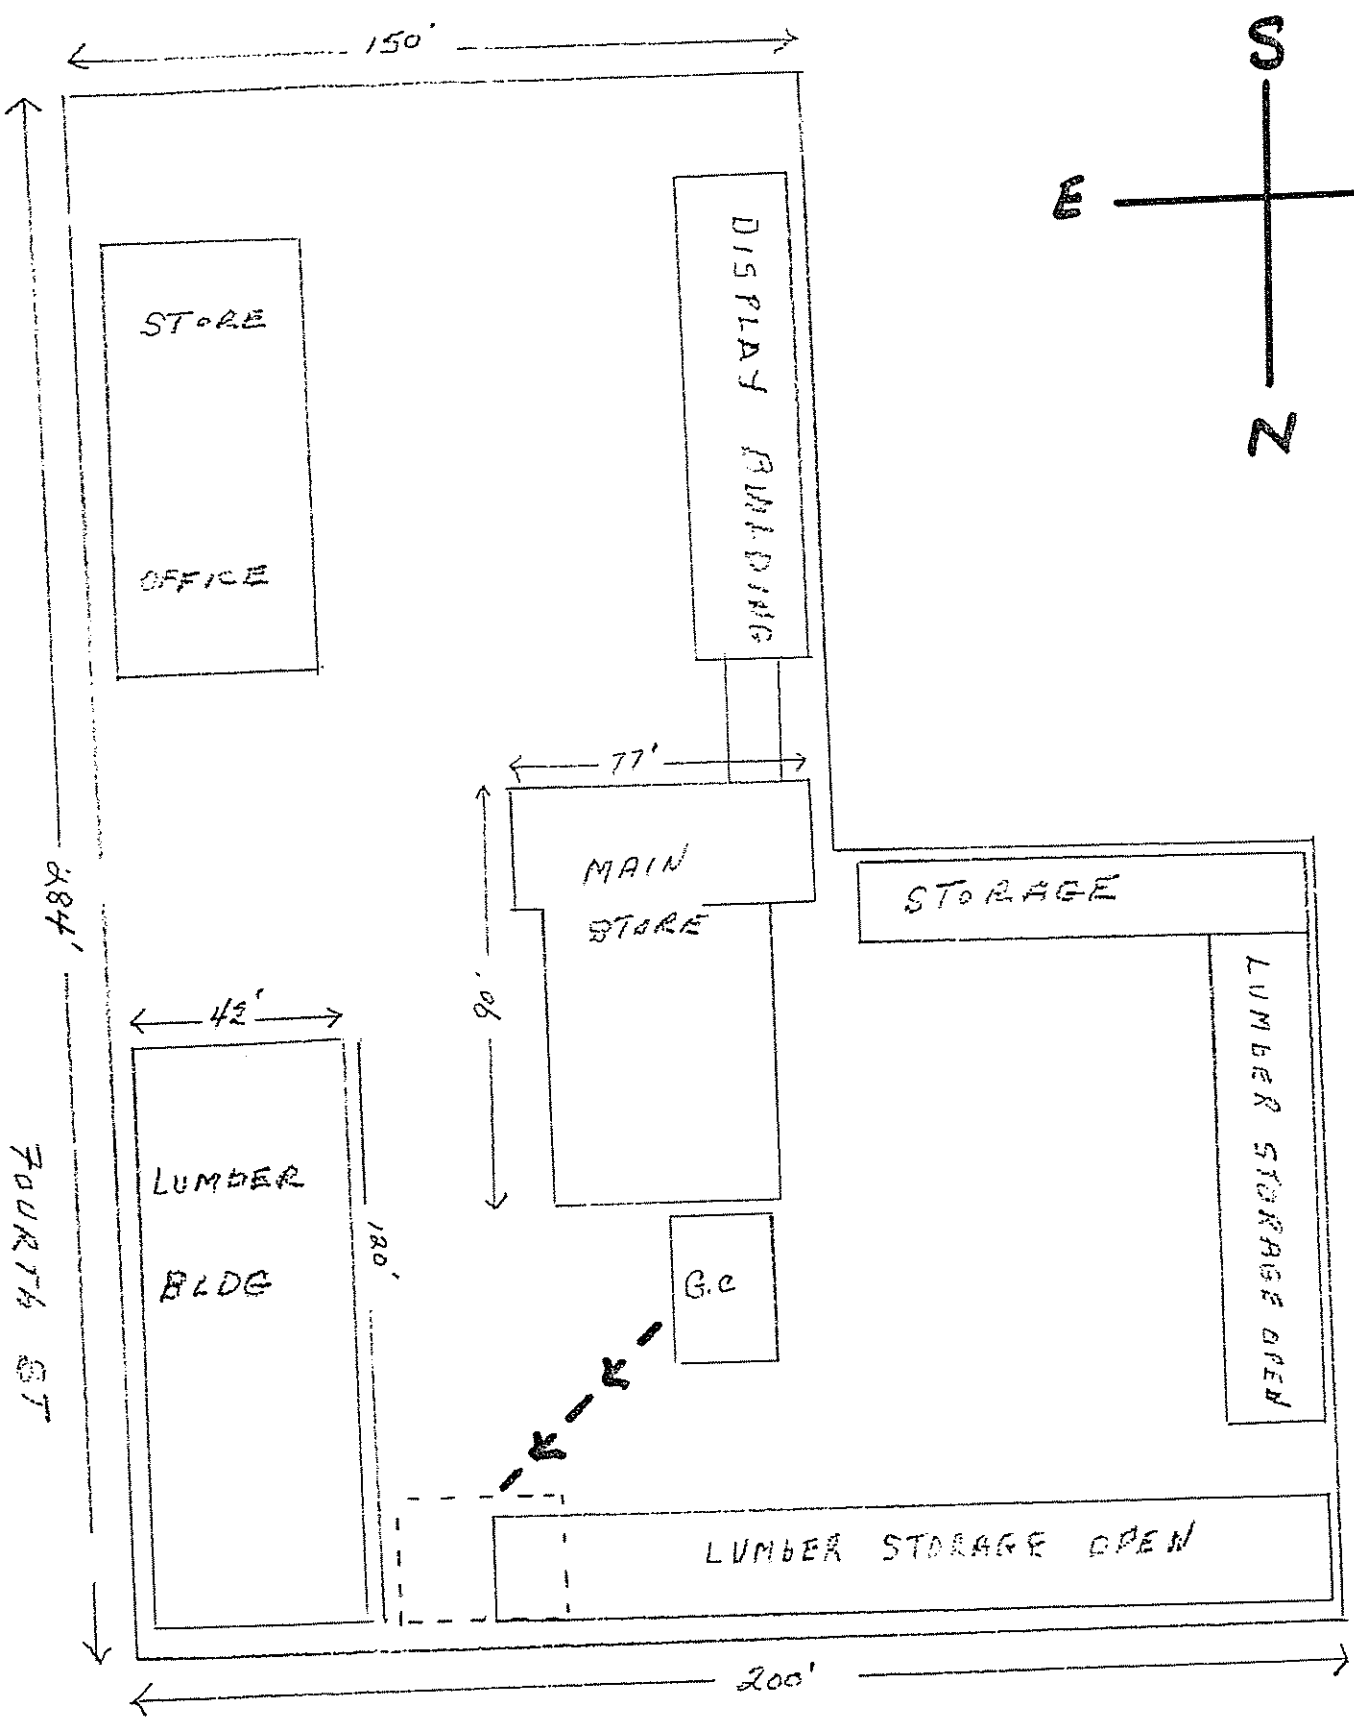 150'
S
E
N
STORE
OFFICE
DISPLAY BUILDING
77'
MAIN
STORE
90'
STORAGE
LUMBER STORAGE OPEN
42'
LUMBER
BLDG
120'
G.C
FOURTH ST
LUMBER STORAGE OPEN
200'